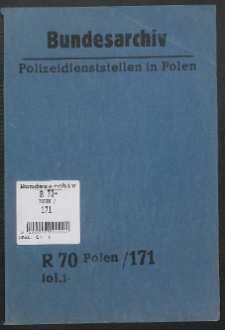 Bundesarchiv
Polizeidienststellen in Polen
Bundesarchiv
R 70-
POLEN /
171
R 70 Polen /171
fol.1-